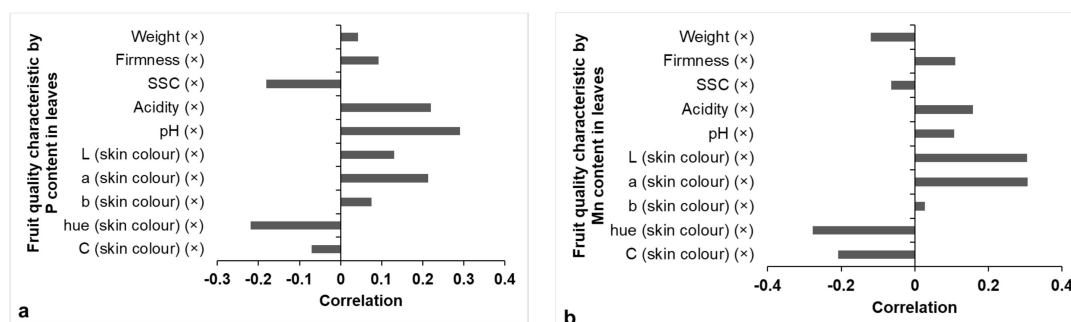 Fruit quality characteristic by
P content in leaves
Weight (×)
Firmness (×)
SSC (×)
Acidity (×)
pH (×)
L (skin colour) (×)
a (skin colour) (×)
b (skin colour) (×)
hue (skin colour) (×)
C (skin colour) (×)
-0.3 -0.2 -0.1 0 0.1 0.2 0.3 0.4
Correlation
a
Fruit quality characteristic by
Mn content in leaves
Weight (×)
Firmness (×)
SSC (×)
Acidity (×)
pH (×)
L (skin colour) (×)
a (skin colour) (×)
b (skin colour) (×)
hue (skin colour) (×)
C (skin colour) (×)
-0.4 -0.2 0 0.2 0.4
Correlation
b